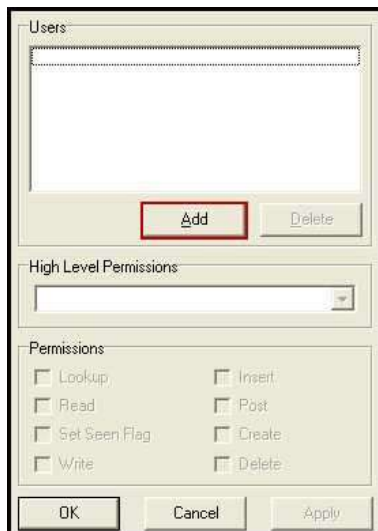 Users
Add Delete
High Level Permissions
Permissions
Lookup Insert
Read Post
Set Seen Flag Create
Write Delete
OK Cancel Apply